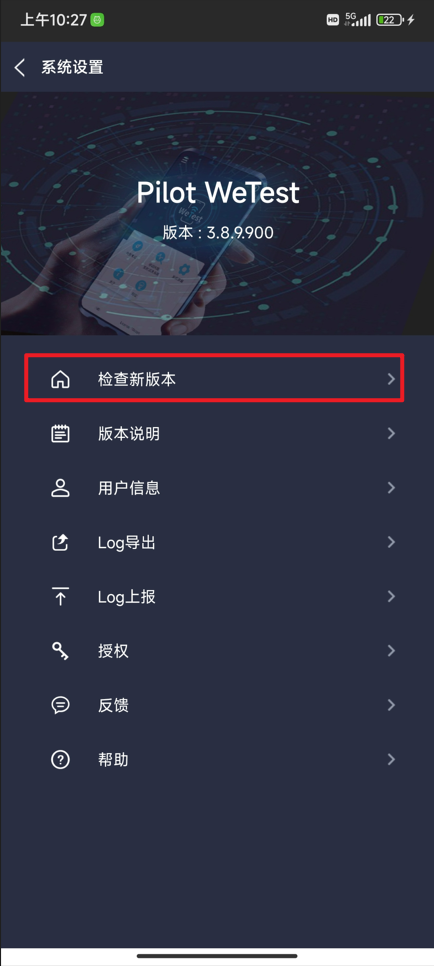 上午10:27
HD
5G
22
系统设置
Pilot WeTest
版本 : 3.8.9.900
检查新版本
版本说明
用户信息
Log导出
Log上报
授权
反馈
帮助